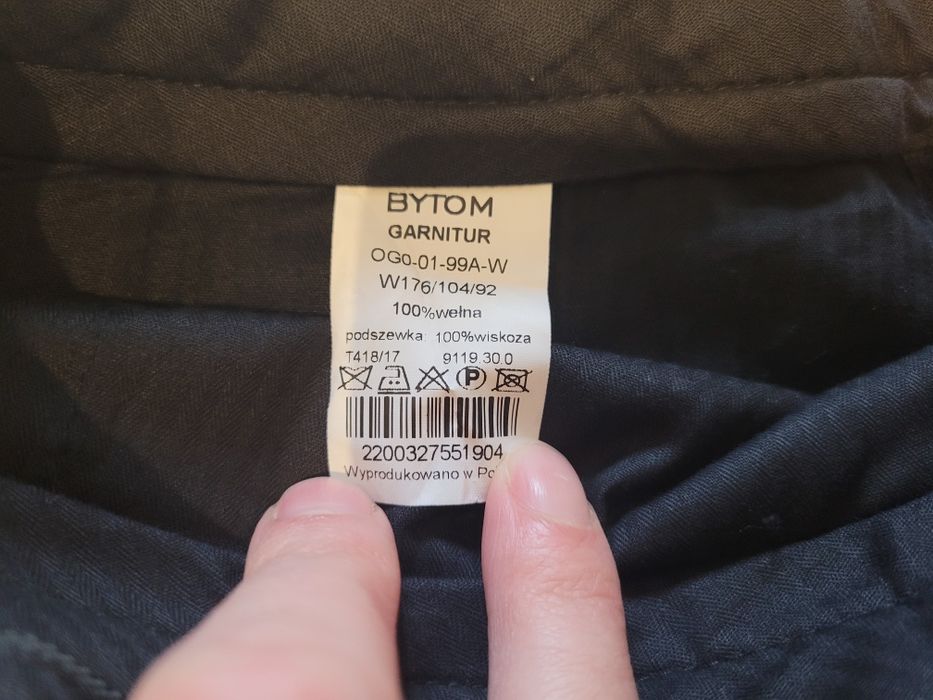 BYTOM
GARNITUR
OG0-01-99A-W
W176/104/92
100%wełna
podszewka: 100%wiskoza
T418/17 9119.30.0
P
2200327551904
Wyprodukowano w